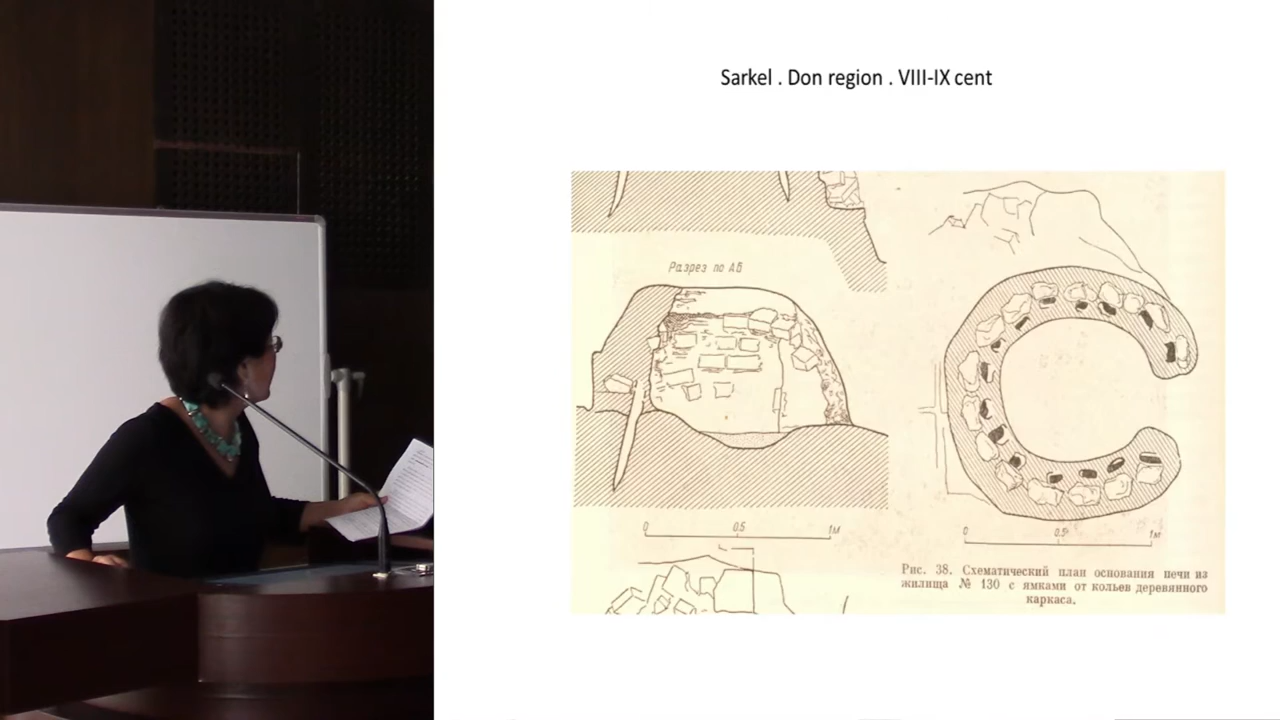 Sarkel . Don region . VIII-IX cent
Разрез по АБ
0 0.5 1м
0 0.5 1м
Рис. 38. Схематический план основания печи из
жилища № 130 с ямками от кольев деревянного
каркаса.